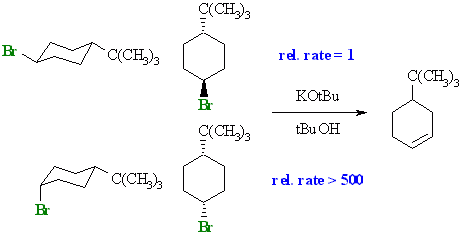 C(CH₃)₃
Br
C(CH₃)₃
Br
rel. rate = 1
KOtBu
tBuOH
C(CH₃)₃
C(CH₃)₃
C(CH₃)₃
Br
Br
rel. rate > 500